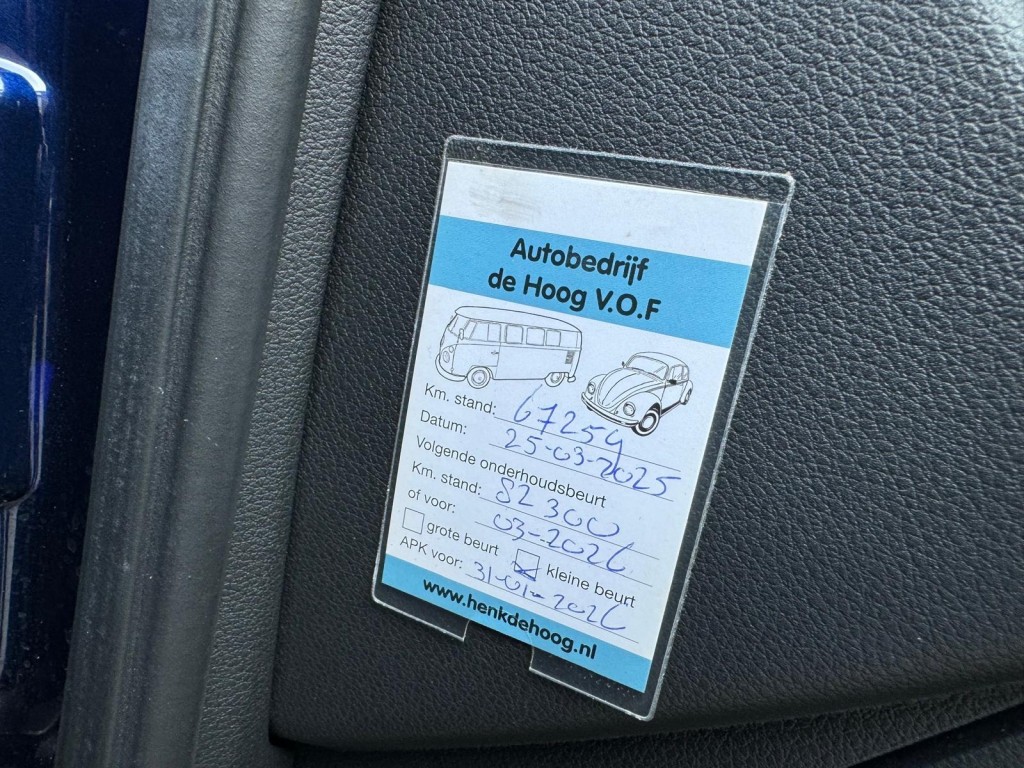 Autobedrijf
de Hoog V.O.F
Km. stand: 67254
Datum: 25-03-2025
Volgende onderhoudsbeurt
Km. stand: 82300
of voor: 03-2026
grote beurt kleine beurt
APK voor: 31-01-2026
www.henkdehoog.nl